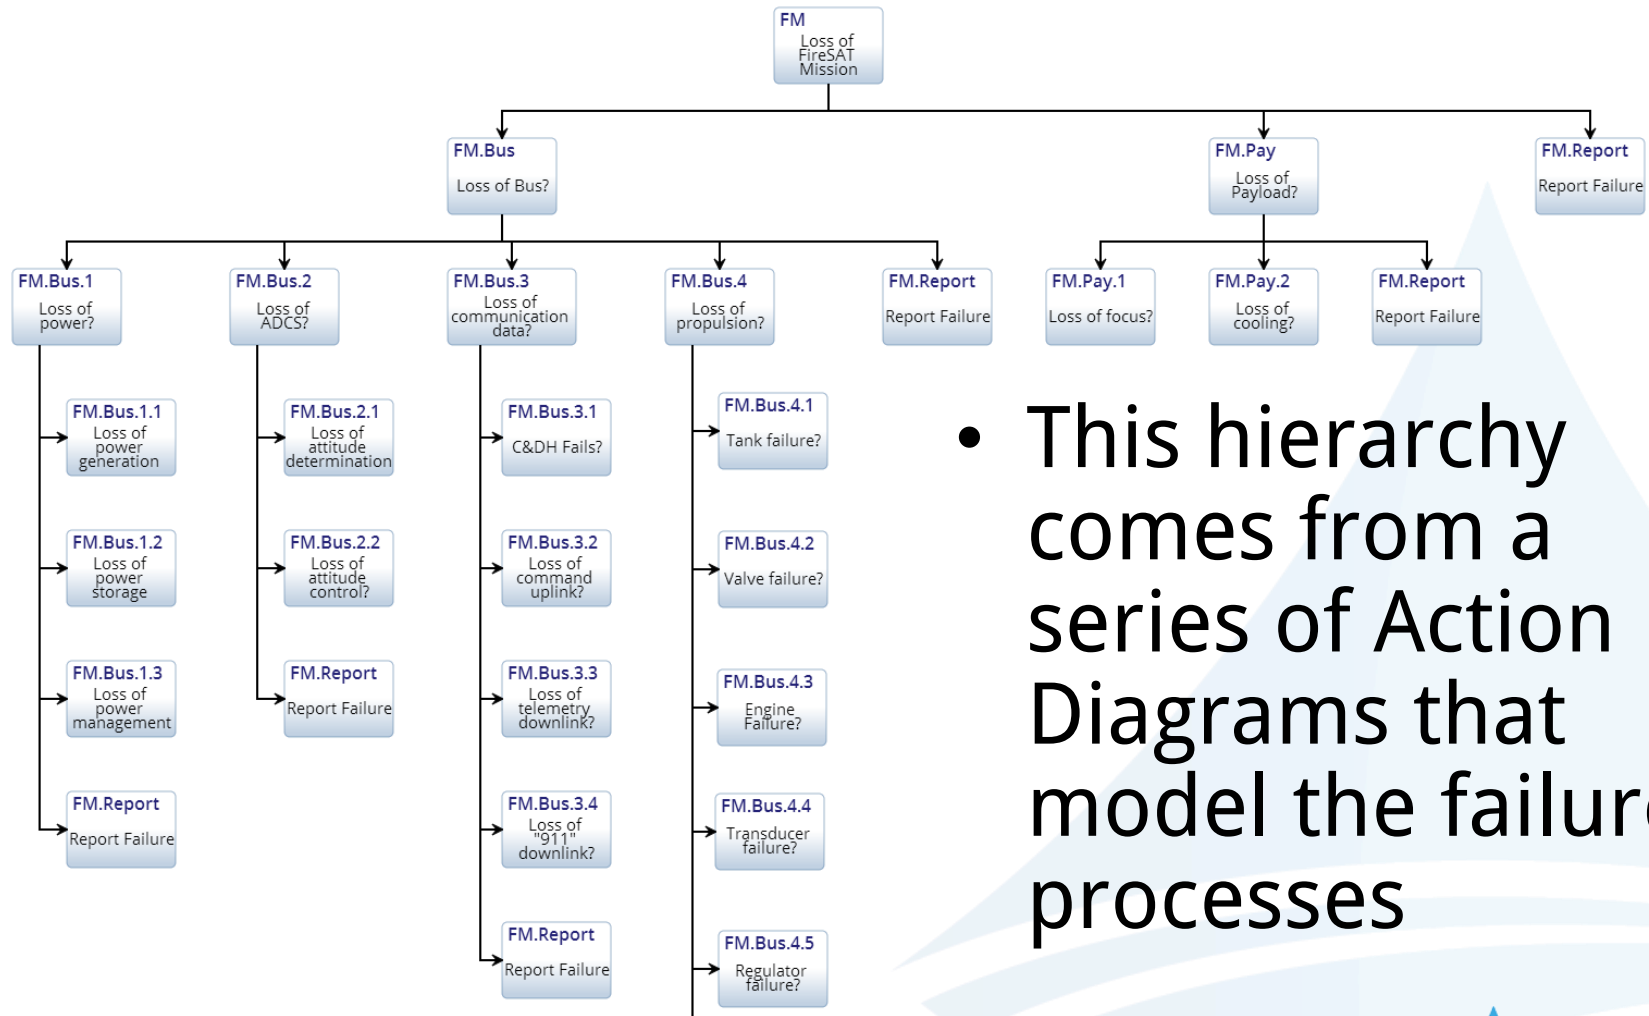 FM
Loss of
FireSAT
Mission
FM.Bus
Loss of Bus?
FM.Pay
Loss of
Payload?
FM.Report
Report Failure
FM.Bus.1
Loss of
power?
FM.Bus.2
Loss of
ADCS?
FM.Bus.3
Loss of
communication
data?
FM.Bus.4
Loss of
propulsion?
FM.Report
Report Failure
FM.Pay.1
Loss of focus?
FM.Pay.2
Loss of
cooling?
FM.Report
Report Failure
FM.Bus.1.1
Loss of
power
generation
FM.Bus.1.2
Loss of
power
storage
FM.Bus.1.3
Loss of
power
management
FM.Report
Report Failure
FM.Bus.2.1
Loss of
attitude
determination
FM.Bus.2.2
Loss of
attitude
control?
FM.Report
Report Failure
FM.Bus.3.1
C&DH Fails?
FM.Bus.3.2
Loss of
command
uplink?
FM.Bus.3.3
Loss of
telemetry
downlink?
FM.Bus.3.4
Loss of
"911"
downlink?
FM.Report
Report Failure
FM.Bus.4.1
Tank failure?
FM.Bus.4.2
Valve failure?
FM.Bus.4.3
Engine
Failure?
FM.Bus.4.4
Transducer
failure?
FM.Bus.4.5
Regulator
failure?
• This hierarchy
comes from a
series of Action
Diagrams that
model the failure
processes